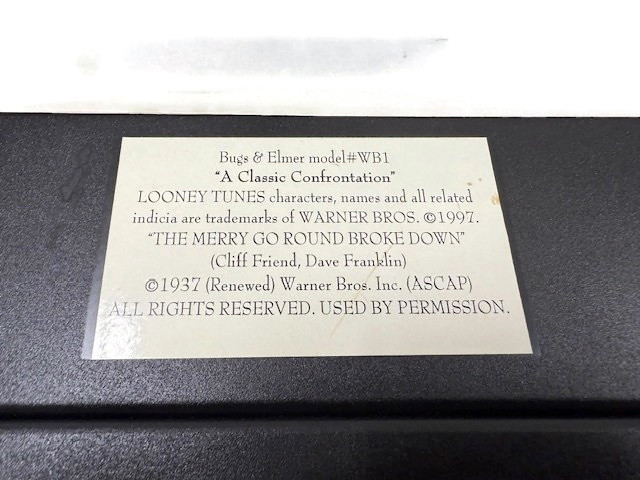 Bugs & Elmer model#WB1
“A Classic Confrontation”
LOONEY TUNES characters, names and all related
indicia are trademarks of WARNER BROS. ©1997.
“THE MERRY GO ROUND BROKE DOWN”
(Cliff Friend, Dave Franklin)
©1937 (Renewed) Warner Bros. Inc. (ASCAP)
ALL RIGHTS RESERVED. USED BY PERMISSION.